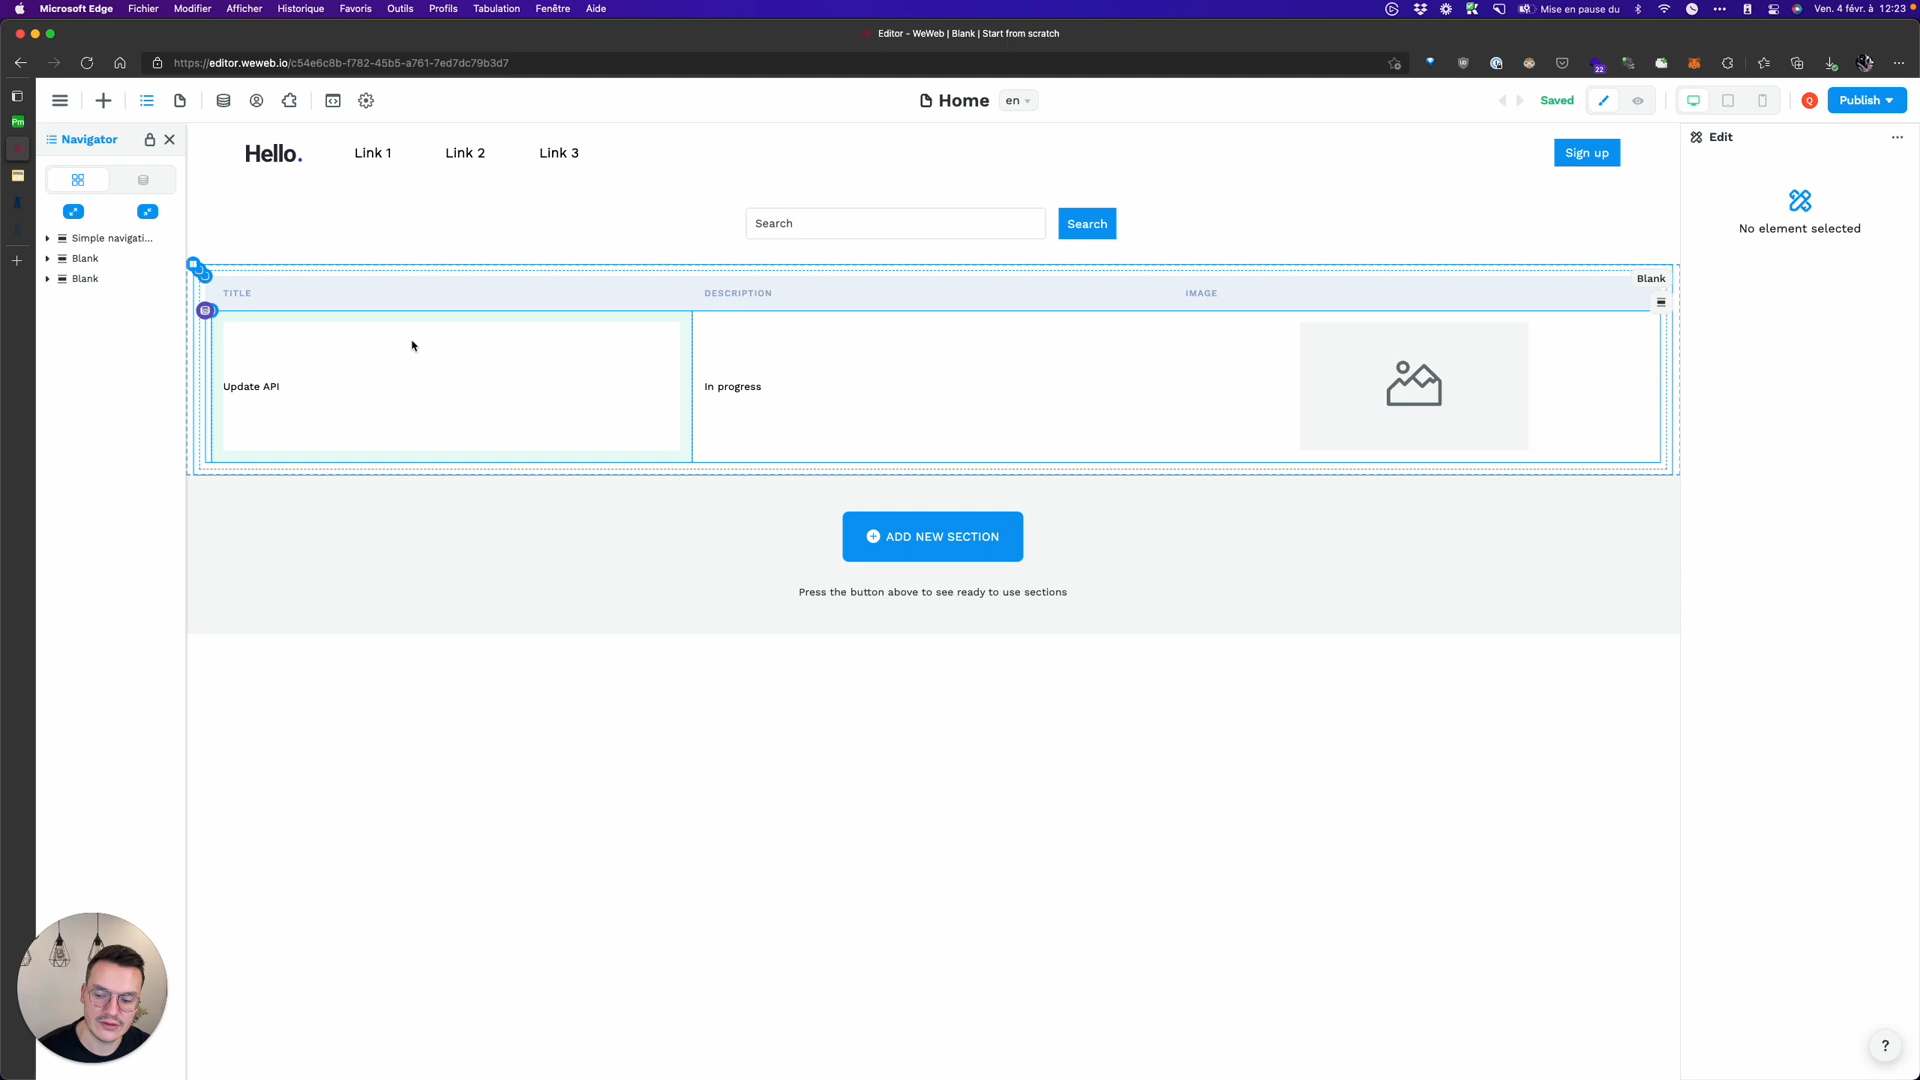 Microsoft Edge Fichier Modifier Afficher Historique Favoris Outils Profils Tabulation Fenêtre Aide
Mise en pause du
Ven. 4 févr. à 12:23
Editor - WeWeb | Blank | Start from scratch
https://editor.weweb.io/c54e6c8b-f782-45b5-a761-7ed7dc79b3d7
22
Home
en
Saved
Q
Publish
Pm
Navigator
Edit
Hello.
Link 1
Link 2
Link 3
Sign up
No element selected
Search
Search
Simple navigati...
Blank
Blank
Blank
TITLE
DESCRIPTION
IMAGE
Update API
In progress
ADD NEW SECTION
Press the button above to see ready to use sections
?